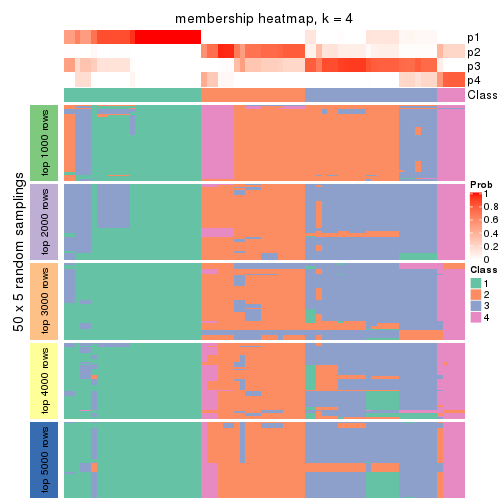 membership heatmap, k = 4
p1
p2
p3
p4
Class
50 x 5 random samplings
top 1000 rows
top 2000 rows
top 3000 rows
top 4000 rows
top 5000 rows
Prob
1
0.8
0.6
0.4
0.2
0
Class
1
2
3
4